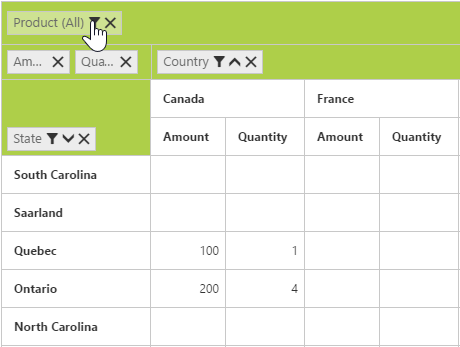 Product (All)
Am... Qua... Country
Canada France
State Amount Quantity Amount Quantity
South Carolina
Saarland
Quebec 100 1
Ontario 200 4
North Carolina